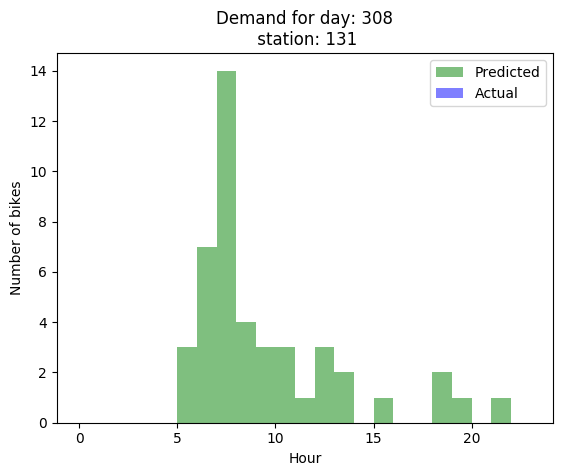 Demand for day: 308
station: 131
Predicted
Actual
14
12
10
8
6
4
2
0
Number of bikes
0 5 10 15 20
Hour